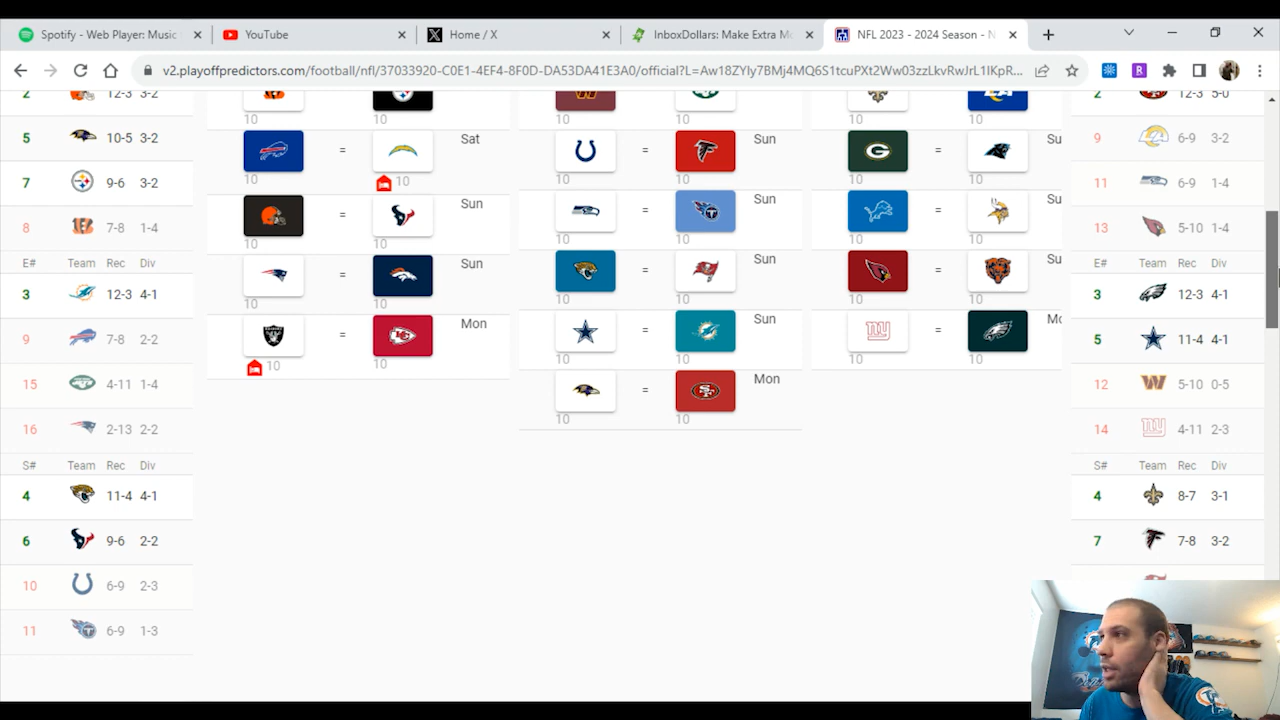 Spotify - Web Player: Music
YouTube
Home / X
InboxDollars: Make Extra Mo
NFL 2023 - 2024 Season - N
v2.playoffpredictors.com/football/nfl/37033920-C0E1-4EF4-8F0D-DA53DA41E3A0/official?L=Aw18ZYIy7BMj4MQ6S1tcuPXt2Ww03zzLkvRwJrL1IKpR...
2 12-3 3-2
5 10-5 3-2
7 9-6 3-2
8 7-8 1-4
E# Team Rec Div
3 12-3 4-1
9 7-8 2-2
15 4-11 1-4
16 2-13 2-2
S# Team Rec Div
4 11-4 4-1
6 9-6 2-2
10 6-9 2-3
11 6-9 1-3
10 10
= Sat
10 10
= Sun
10 10
= Sun
10 10
= Mon
10 10
10 10
= Sun
10 10
= Sun
10 10
= Sun
10 10
= Sun
10 10
= Mon
10 10
10 10
= Su
10 10
= Su
10 10
= Su
10 10
ny = Mo
10 10
2 12-3 5-0
9 6-9 3-2
11 6-9 1-4
13 5-10 1-4
E# Team Rec Div
3 12-3 4-1
5 11-4 4-1
12 5-10 0-5
14 4-11 2-3
S# Team Rec Div
4 8-7 3-1
7 7-8 3-2